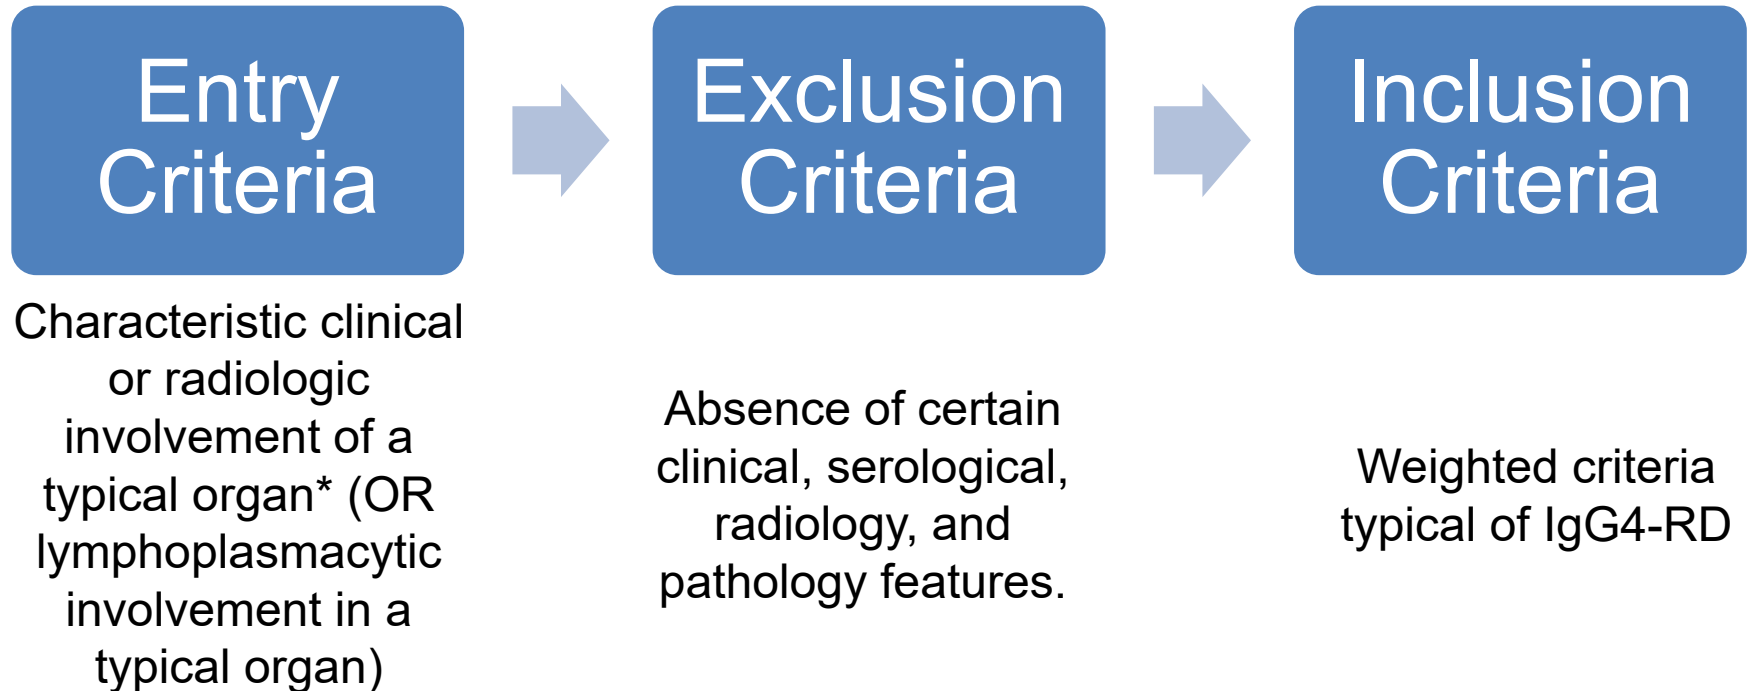 Entry
Criteria
Exclusion
Criteria
Inclusion
Criteria
Characteristic clinical
or radiologic
involvement of a
typical organ* (OR
lymphoplasmacytic
involvement in a
typical organ)
Absence of certain
clinical, serological,
radiology, and
pathology features.
Weighted criteria
typical of IgG4-RD